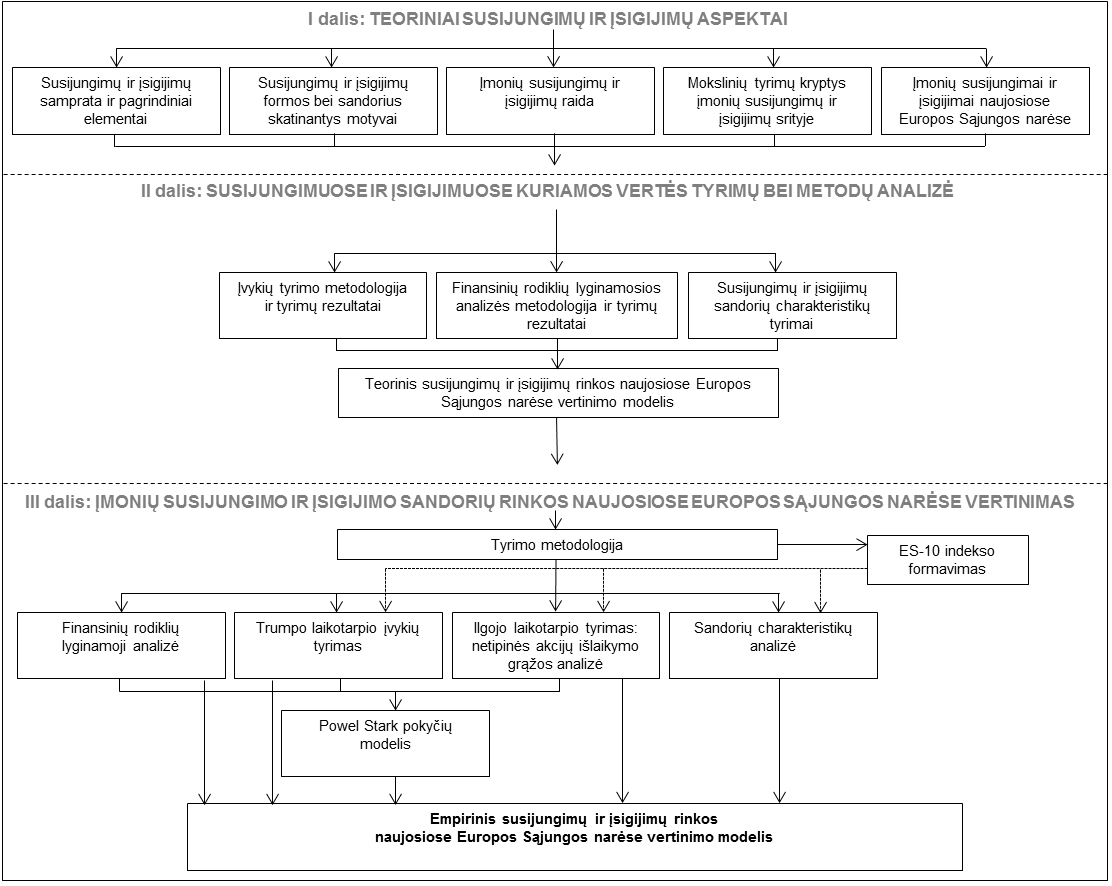 I dalis: TEORINIAI SUSIJUNGIMŲ IR ĮSIGIJIMŲ ASPEKTAI
Susijungimų ir įsigijimų
samprata ir pagrindiniai
elementai
Susijungimų ir įsigijimų
formos bei sandorius
skatinantys motyvai
Įmonių susijungimų ir
įsigijimų raida
Mokslinių tyrimų kryptys
įmonių susijungimų ir
įsigijimų srityje
Įmonių susijungimai ir
įsigijimai naujosiose
Europos Sąjungos narėse
II dalis: SUSIJUNGIMUOSE IR ĮSIGIJIMUOSE KURIAMOS VERTĖS TYRIMŲ BEI METODŲ ANALIZĖ
Įvykių tyrimo metodologija
ir tyrimų rezultatai
Finansinių rodiklių lyginamosios
analizės metodologija ir tyrimų
rezultatai
Susijungimų ir įsigijimų
sandorių charakteristikų
tyrimai
Teorinis susijungimų ir įsigijimų rinkos naujosiose Europos
Sąjungos narėse vertinimo modelis
III dalis: ĮMONIŲ SUSIJUNGIMO IR ĮSIGIJIMO SANDORIŲ RINKOS NAUJOSIOSE EUROPOS SĄJUNGOS NARĖSE VERTINIMAS
Tyrimo metodologija
ES-10 indekso
formavimas
Finansinių rodiklių
lyginamoji analizė
Trumpo laikotarpio įvykių
tyrimas
Ilgojo laikotarpio tyrimas:
netipinės akcijų išlaikymo
grąžos analizė
Sandorių charakteristikų
analizė
Powel Stark pokyčių
modelis
Empirinis susijungimų ir įsigijimų rinkos
naujosiose Europos Sąjungos narėse vertinimo modelis